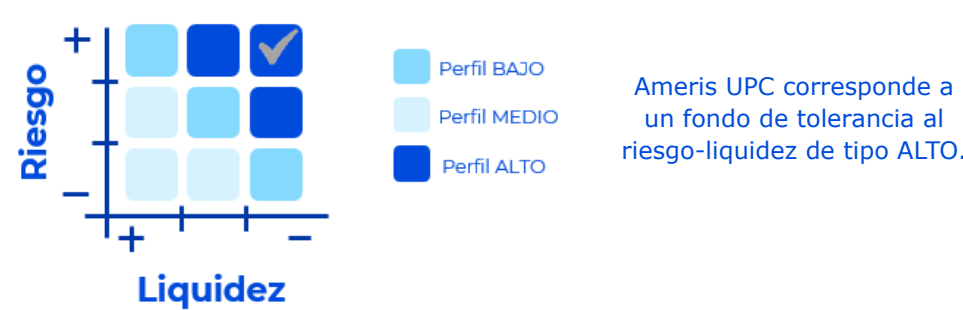 Riesgo
+
−
+
−
Liquidez
Perfil BAJO
Perfil MEDIO
Perfil ALTO
Ameris UPC corresponde a
un fondo de tolerancia al
riesgo-liquidez de tipo ALTO.